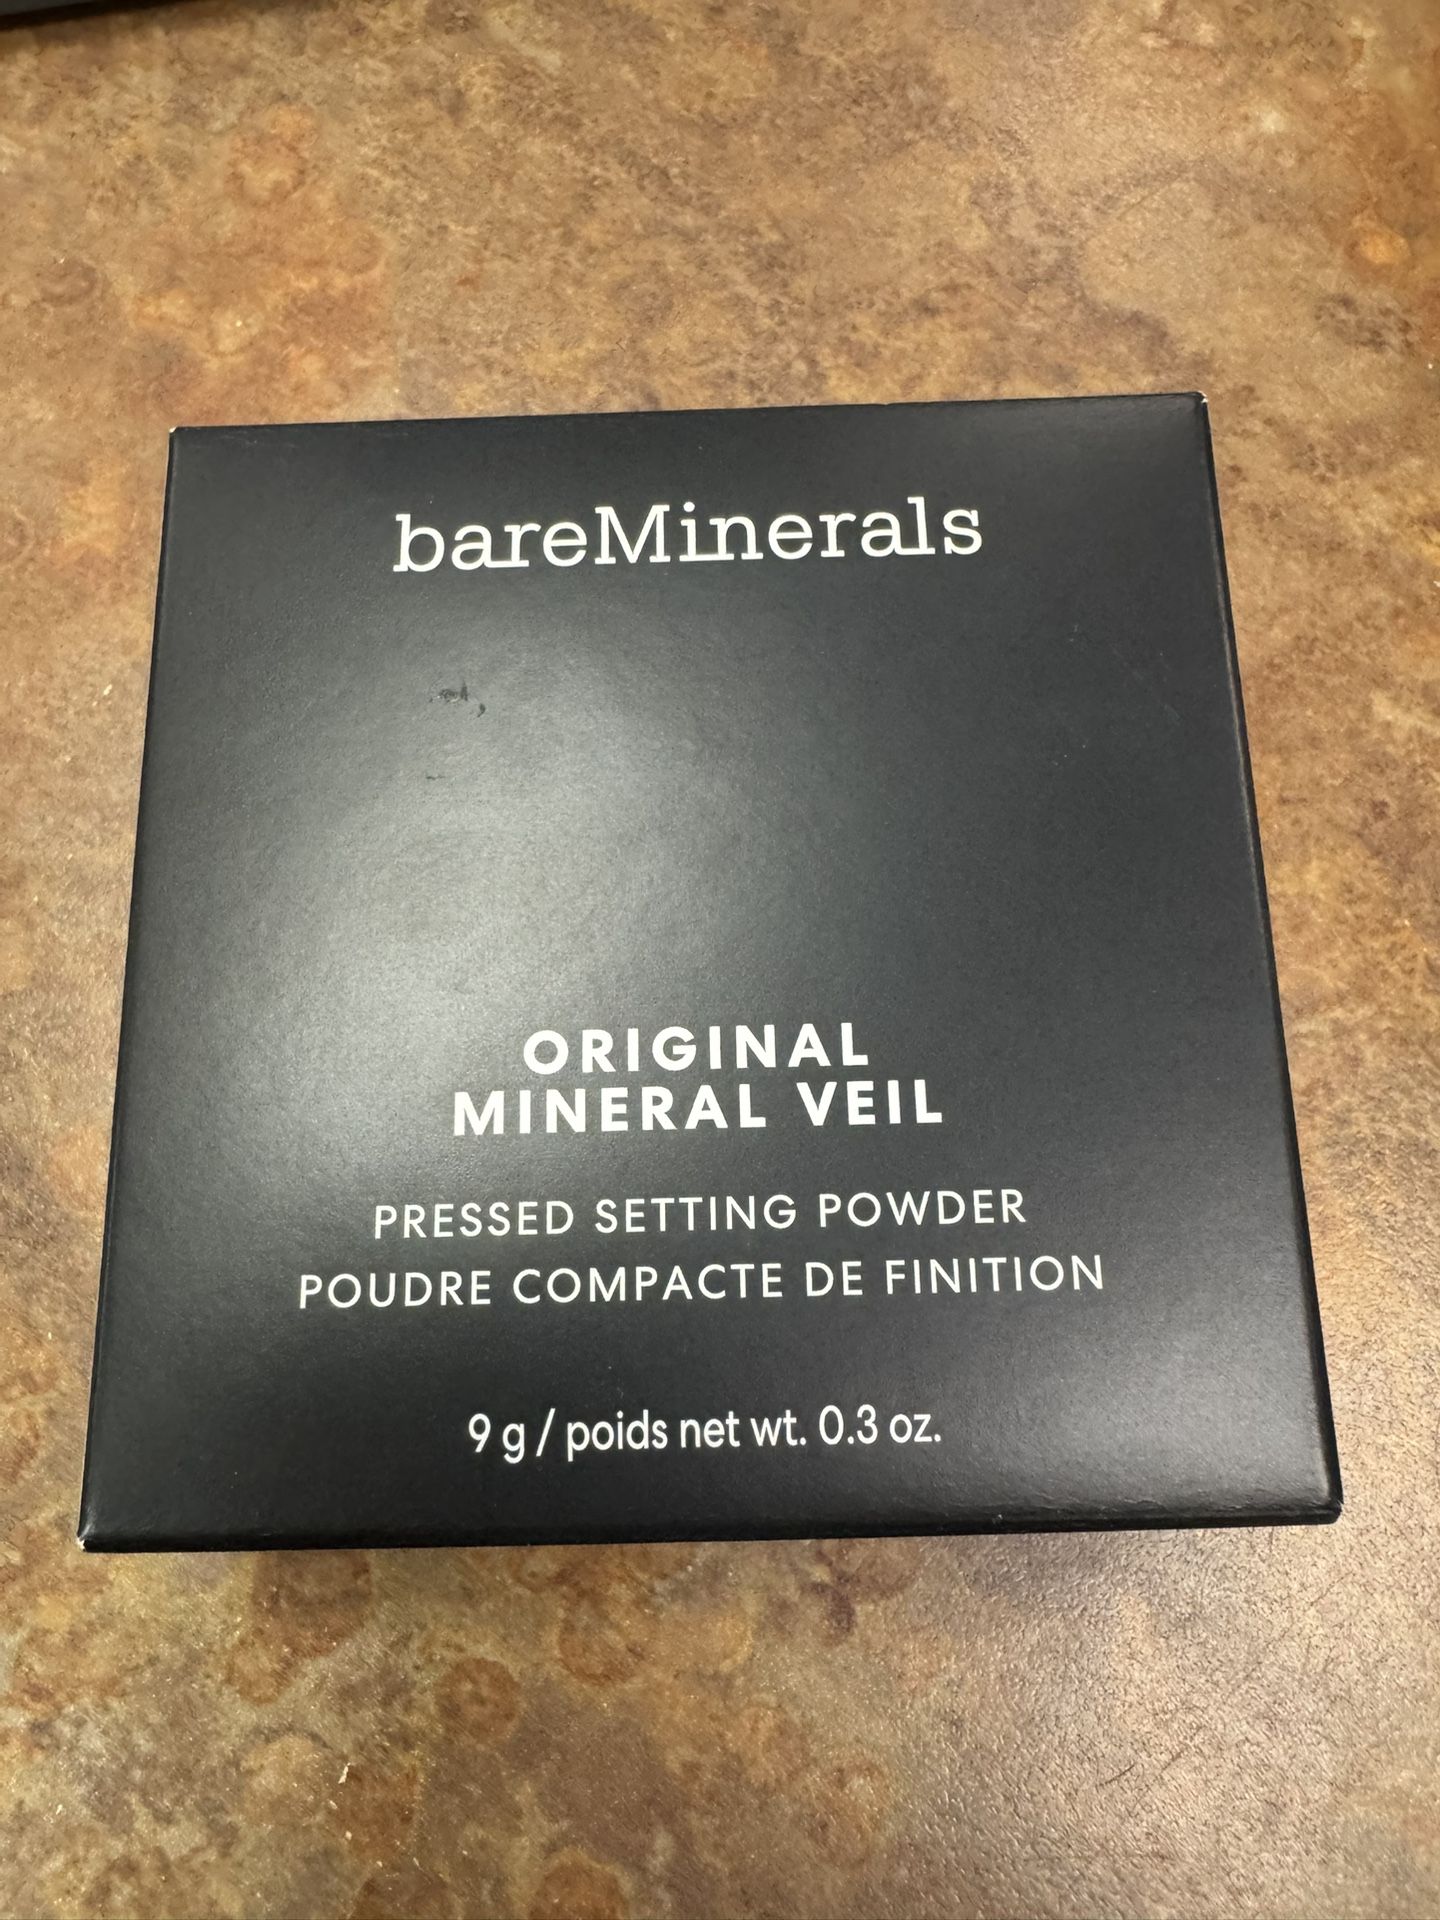 bareMinerals
ORIGINAL
MINERAL VEIL
PRESSED SETTING POWDER
POUDRE COMPACTE DE FINITION
9 g / poids net wt. 0.3 oz.